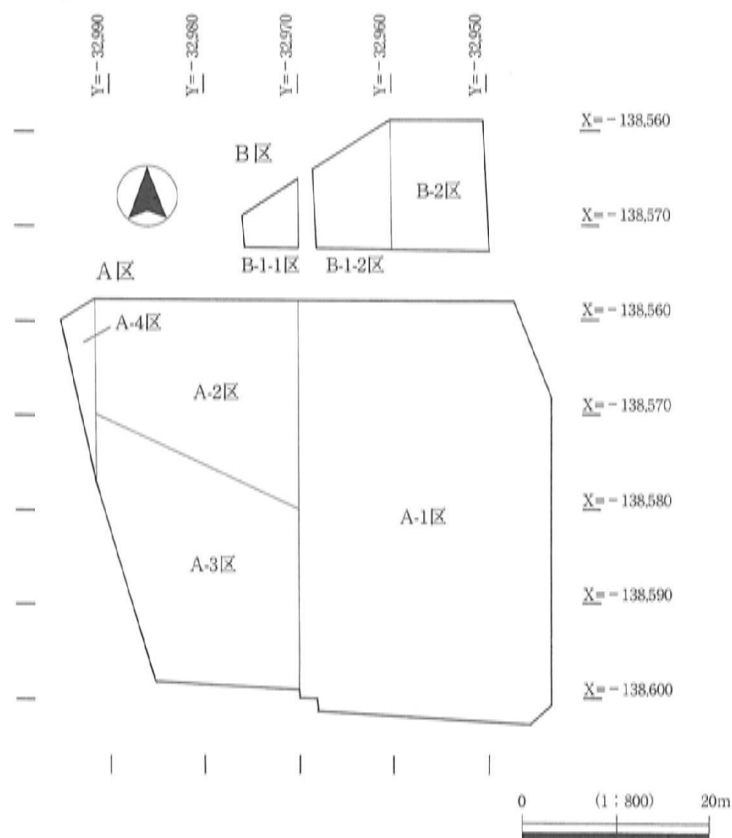 Y=－32,990
Y=－32,980
Y=－32,970
Y=－32,960
Y=－32,950
X=－138,560
B区
B-2区
X=－138,570
B-1-1区
B-1-2区
A区
X=－138,560
A-4区
A-2区
X=－138,570
X=－138,580
A-1区
A-3区
X=－138,590
X=－138,600
0 (1：800) 20m